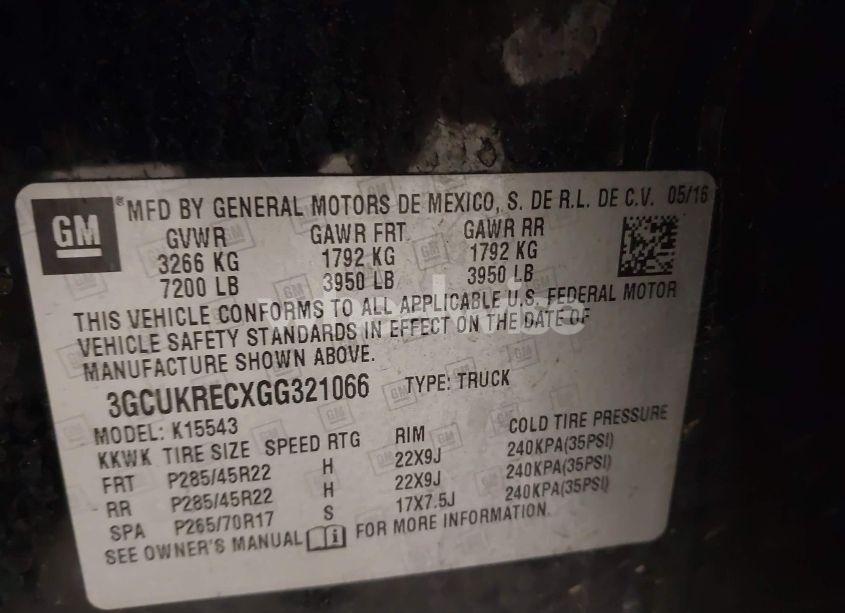 GM
® MFD BY GENERAL MOTORS DE MEXICO, S. DE R.L. DE C.V. 05/16
GVWR GAWR FRT GAWR RR
3266 KG 1792 KG 1792 KG
7200 LB 3950 LB 3950 LB
THIS VEHICLE CONFORMS TO ALL APPLICABLE U.S. FEDERAL MOTOR
VEHICLE SAFETY STANDARDS IN EFFECT ON THE DATE OF
MANUFACTURE SHOWN ABOVE.
3GCUKRECXGG321066 TYPE: TRUCK
MODEL: K15543
KKWK TIRE SIZE SPEED RTG RIM COLD TIRE PRESSURE
FRT P285/45R22 H 22X9J 240KPA(35PSI)
RR P285/45R22 H 22X9J 240KPA(35PSI)
SPA P265/70R17 S 17X7.5J 240KPA(35PSI)
SEE OWNER'S MANUAL FOR MORE INFORMATION.